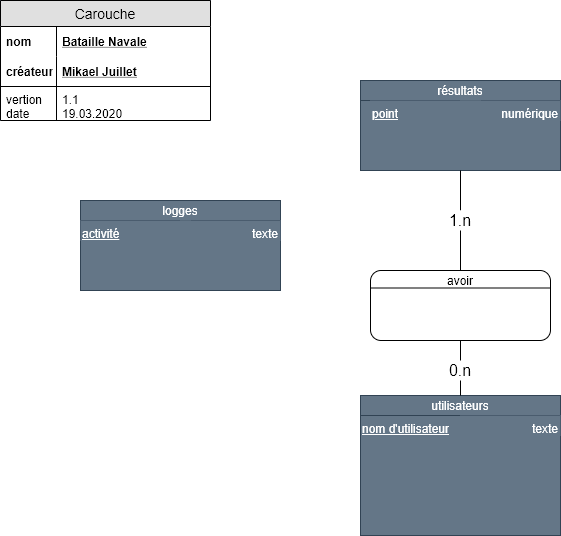 Carouche
nom Bataille Navale
créateur Mikael Juillet
vertion 1.1
date 19.03.2020
résultats
point numérique
1.n
logges
activité texte
avoir
0.n
utilisateurs
nom d'utilisateur texte